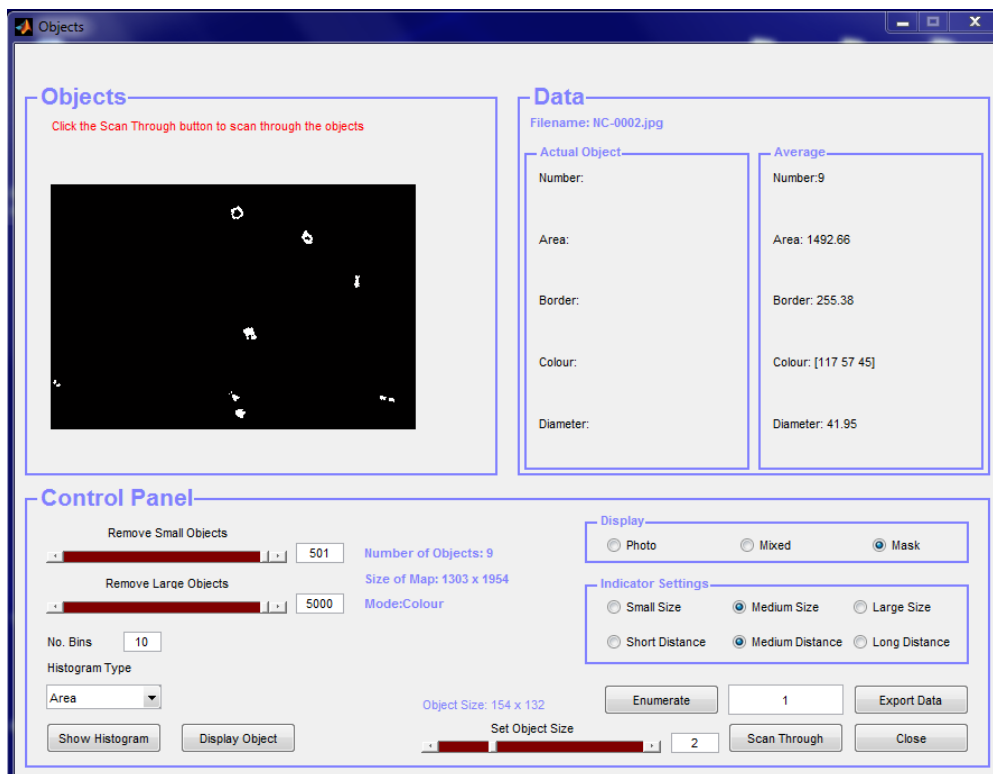 Objects
Objects
Click the Scan Through button to scan through the objects
Data
Filename: NC-0002.jpg
Actual Object
Number:
Area:
Border:
Colour:
Diameter:
Average
Number:9
Area: 1492.66
Border: 255.38
Colour: [117 57 45]
Diameter: 41.95
Control Panel
Remove Small Objects
501
Remove Large Objects
5000
Number of Objects: 9
Size of Map: 1303 x 1954
Mode:Colour
No. Bins 10
Histogram Type
Area
Show Histogram
Display Object
Display
Photo Mixed Mask
Indicator Settings
Small Size Medium Size Large Size
Short Distance Medium Distance Long Distance
Object Size: 154 x 132
Set Object Size
2
Enumerate 1 Export Data
Scan Through Close